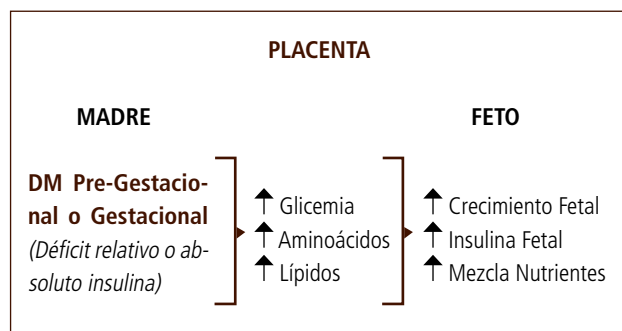 PLACENTA
MADRE
FETO
DM Pre-Gestacio-
nal o Gestacional
(Déficit relativo o ab-
soluto insulina)
↑ Glicemia
↑ Aminoácidos
↑ Lípidos
↑ Crecimiento Fetal
↑ Insulina Fetal
↑ Mezcla Nutrientes